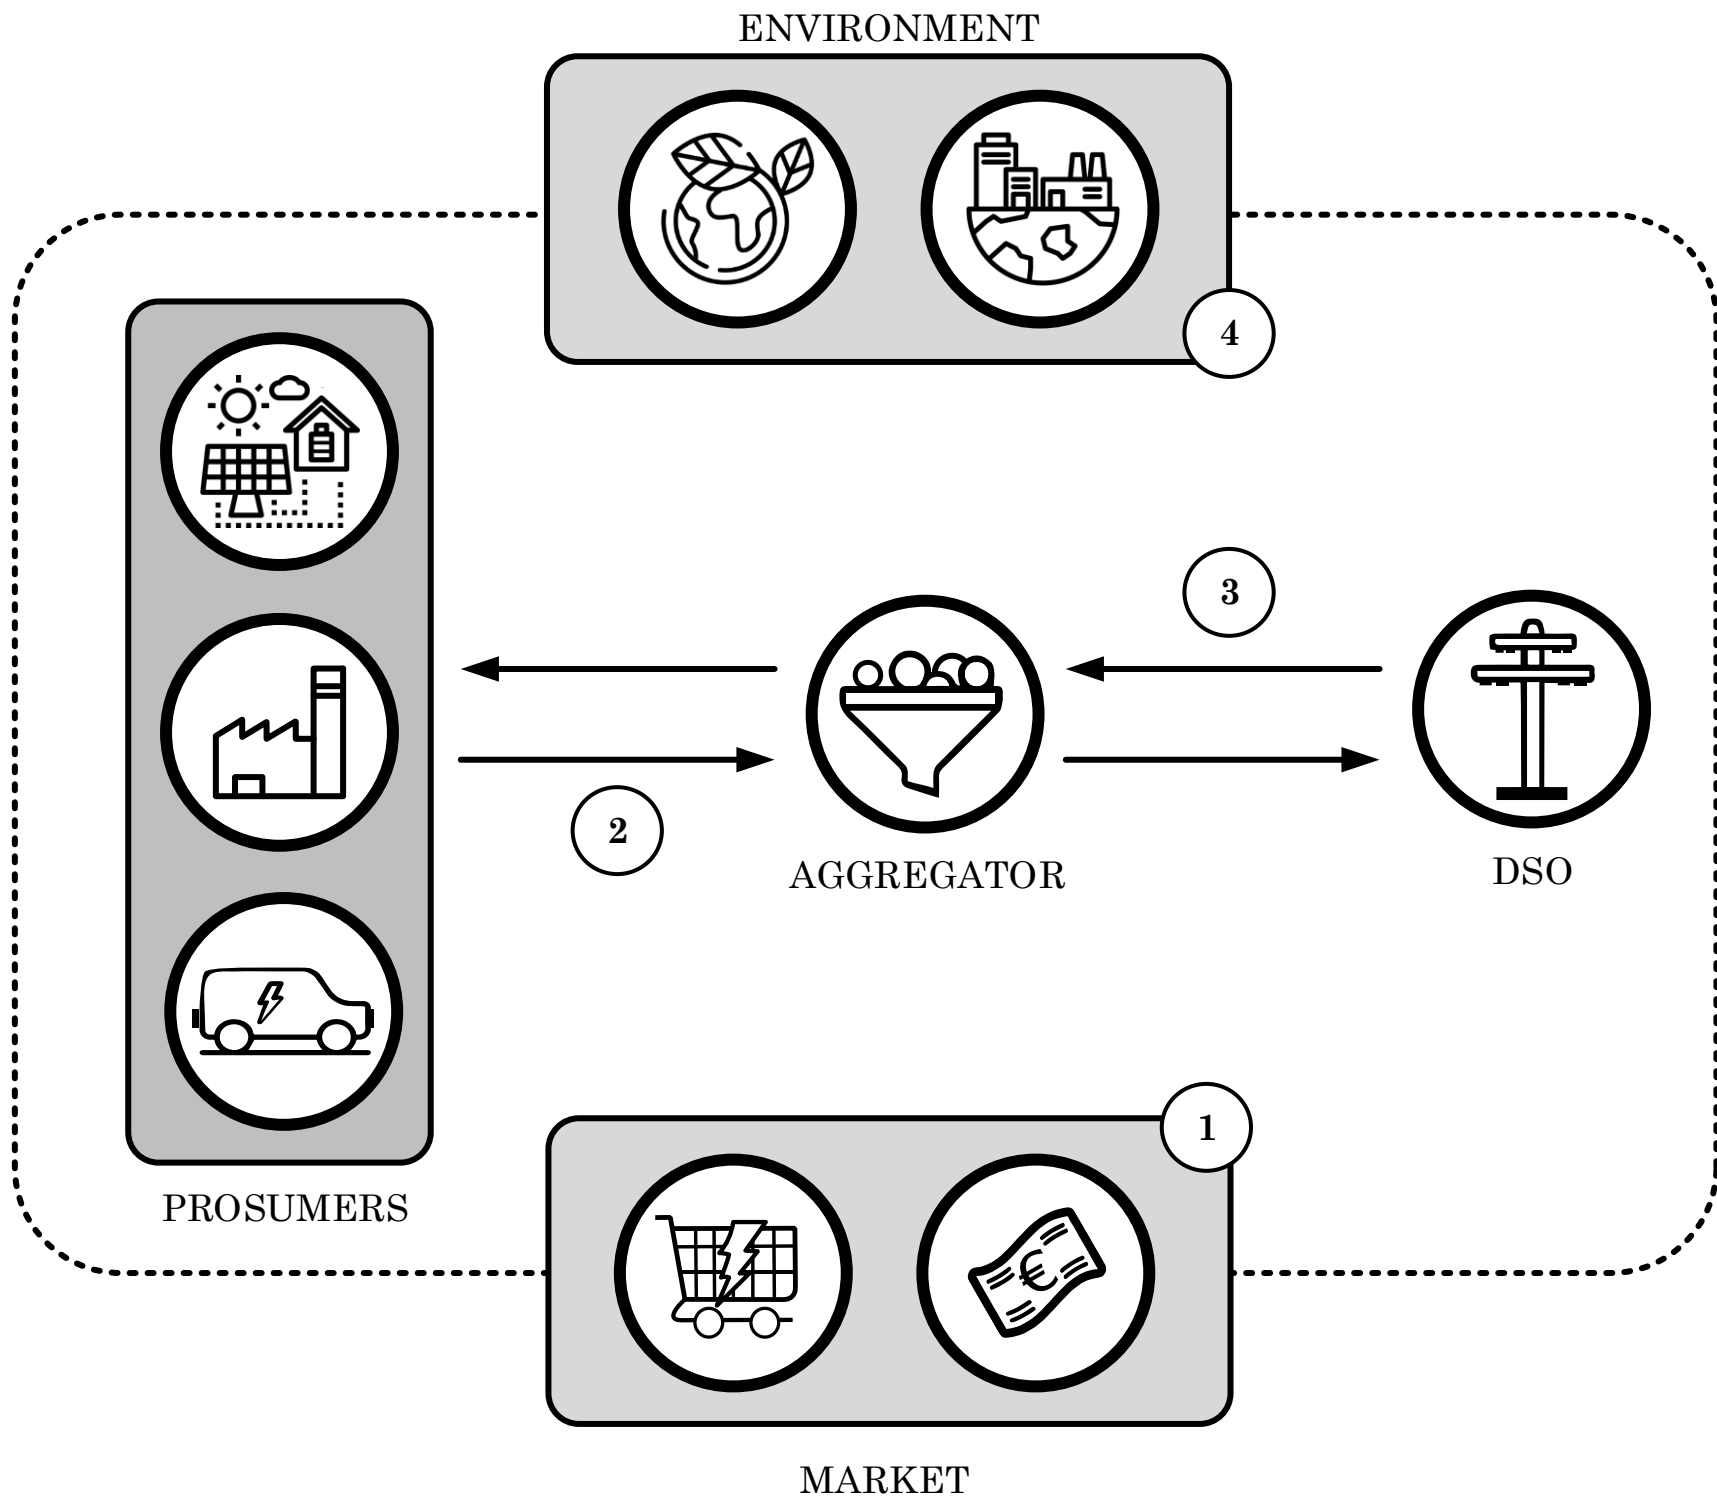 ENVIRONMENT
4
3
2
AGGREGATOR
DSO
1
PROSUMERS
€
MARKET